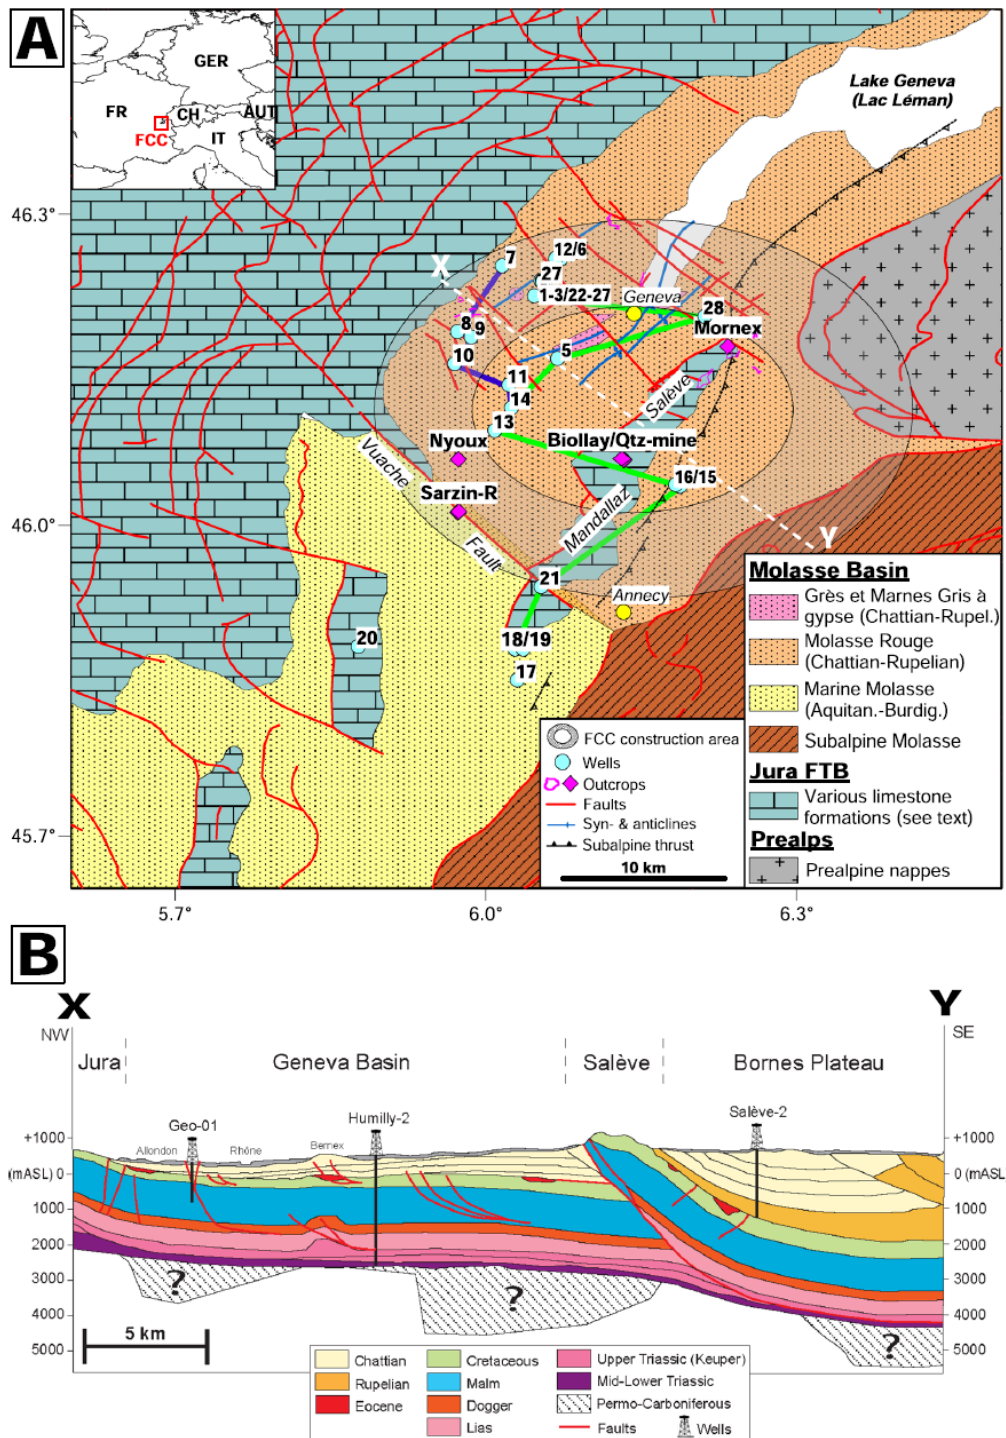 A
GER
FR
CH
AUT
IT
FCC
Lake Geneva
(Lac Léman)
46.3°
X
7
12/6
27
1-3/22-27
Geneva
28
Mornex
8
9
5
10
11
14
Salève
13
Nyoux
Biollay/Qtz-mine
Vuache
16/15
Sarzin-R
46.0°
Mandallaz
Fault
Y
21
Annecy
20
18/19
17
Molasse Basin
Grès et Marnes Gris à
gypse (Chattian-Rupel.)
Molasse Rouge
(Chattian-Rupelian)
Marine Molasse
(Aquitan.-Burdig.)
Subalpine Molasse
Jura FTB
Various limestone
formations (see text)
Prealps
Prealpine nappes
FCC construction area
Wells
Outcrops
Faults
Syn- & anticlines
Subalpine thrust
10 km
45.7°
5.7°
6.0°
6.3°
B
X
Y
NW
SE
Jura
Geneva Basin
Salève
Bornes Plateau
Geo-01
Humilly-2
Salève-2
Allondon
Rhône
Bernex
+1000
(mASL)
0
1000
2000
3000
4000
5000
+1000
0 (mASL
1000
2000
3000
4000
5000
?
?
?
5 km
Chattian
Cretaceous
Upper Triassic (Keuper)
Rupelian
Malm
Mid-Lower Triassic
Eocene
Dogger
Permo-Carboniferous
Lias
Faults
Wells